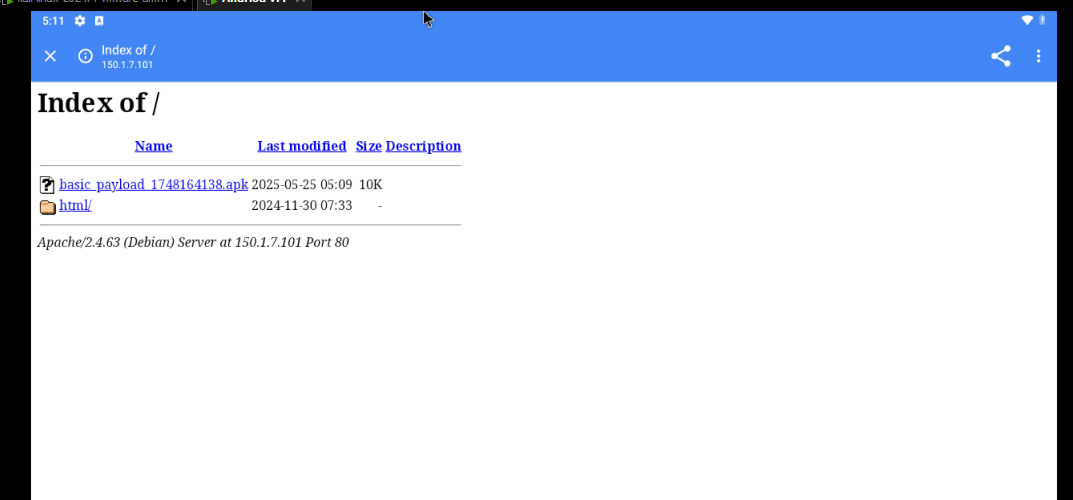 5:11
Index of /
150.1.7.101
Index of /
Name Last modified Size Description
basic_payload_1748164138.apk 2025-05-25 05:09 10K
html/ 2024-11-30 07:33 -
Apache/2.4.63 (Debian) Server at 150.1.7.101 Port 80